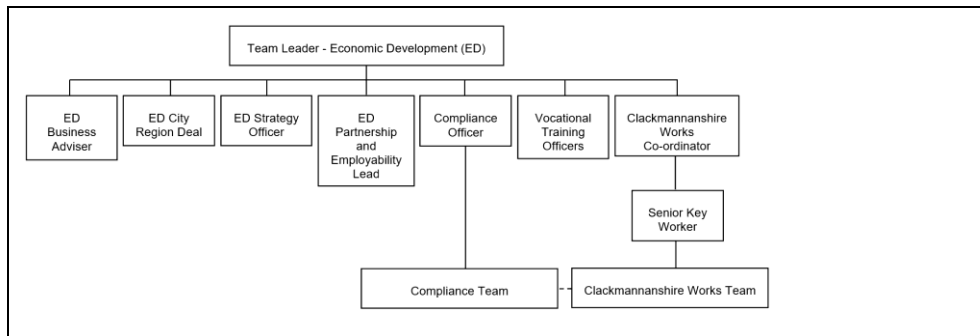 Team Leader - Economic Development (ED)
ED
Business
Adviser
ED City
Region Deal
ED Strategy
Officer
ED
Partnership
and
Employability
Lead
Compliance
Officer
Vocational
Training
Officers
Clackmannanshire
Works
Co-ordinator
Senior Key
Worker
Compliance Team
Clackmannanshire Works Team